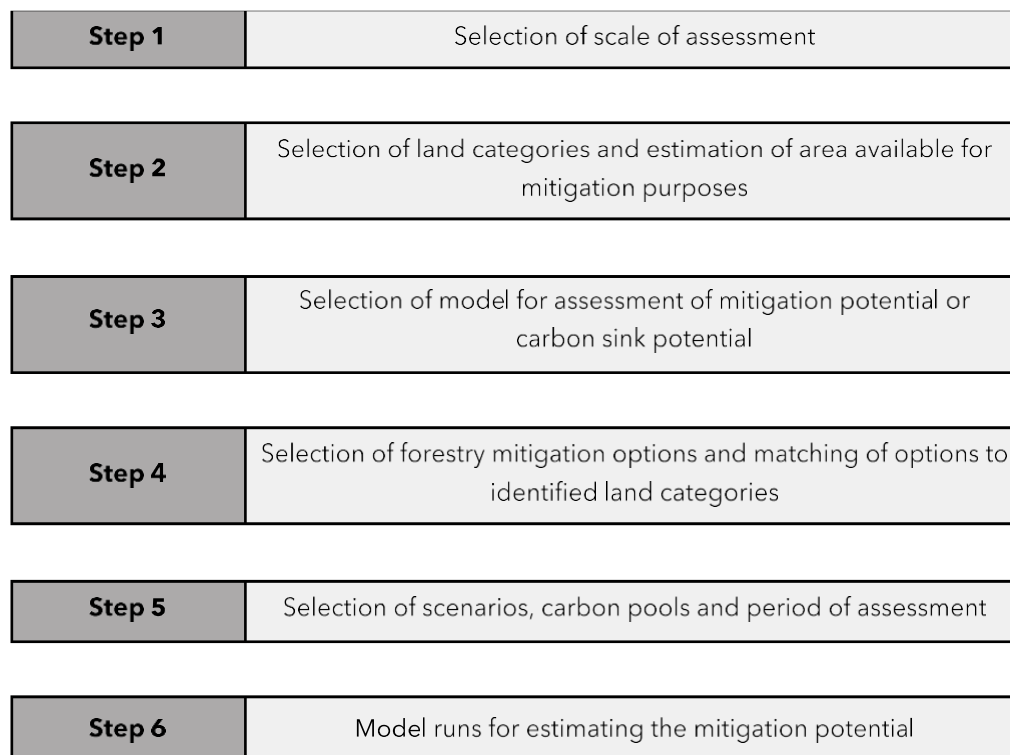 Step 1
Selection of scale of assessment
Step 2
Selection of land categories and estimation of area available for
mitigation purposes
Step 3
Selection of model for assessment of mitigation potential or
carbon sink potential
Step 4
Selection of forestry mitigation options and matching of options to
identified land categories
Step 5
Selection of scenarios, carbon pools and period of assessment
Step 6
Model runs for estimating the mitigation potential